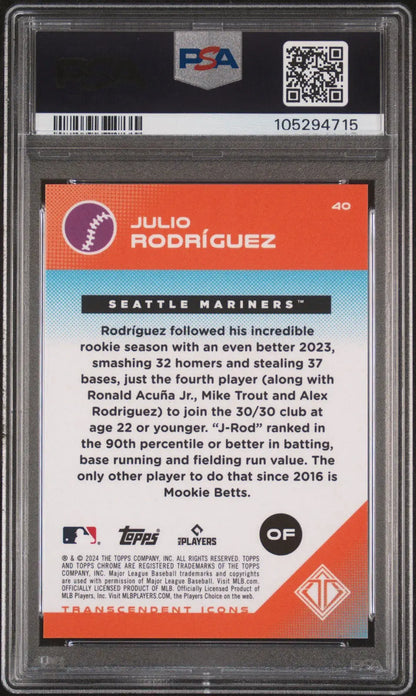 PSA
105294715
40
JULIO
RODRÍGUEZ
SEATTLE MARINERS™
Rodríguez followed his incredible
rookie season with an even better 2023,
smashing 32 homers and stealing 37
bases, just the fourth player (along with
Ronald Acuña Jr., Mike Trout and Alex
Rodriguez) to join the 30/30 club at
age 22 or younger. “J-Rod” ranked in
the 90th percentile or better in batting,
base running and fielding run value. The
only other player to do that since 2016 is
Mookie Betts.
Topps
MLB PLAYERS
OF
® & © 2024 THE TOPPS COMPANY, INC. ALL RIGHTS RESERVED. TOPPS
AND TOPPS CHROME ARE REGISTERED TRADEMARKS OF THE TOPPS
COMPANY, INC. Major League Baseball trademarks and copyrights
are used with permission of Major League Baseball. Visit MLB.com.
OFFICIALLY LICENSED PRODUCT OF MLB. Officially Licensed Product of
MLB Players, Inc. Visit MLBPLAYERS.com, the Players Choice on the web.
TRANSCENDENT ICONS
PSA